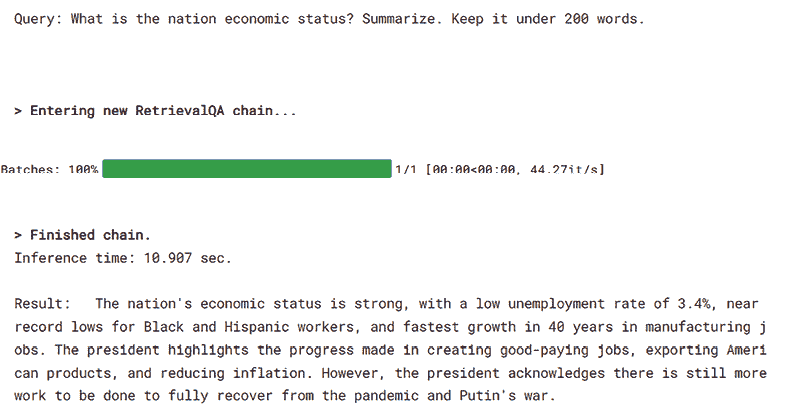 Query: What is the nation economic status? Summarize. Keep it under 200 words.
> Entering new RetrievalQA chain...
Batches: 100% 1/1 [00:00<00:00, 44.27it/s]
> Finished chain.
Inference time: 10.907 sec.
Result: The nation's economic status is strong, with a low unemployment rate of 3.4%, near
record lows for Black and Hispanic workers, and fastest growth in 40 years in manufacturing j
obs. The president highlights the progress made in creating good-paying jobs, exporting Ameri
can products, and reducing inflation. However, the president acknowledges there is still more
work to be done to fully recover from the pandemic and Putin's war.